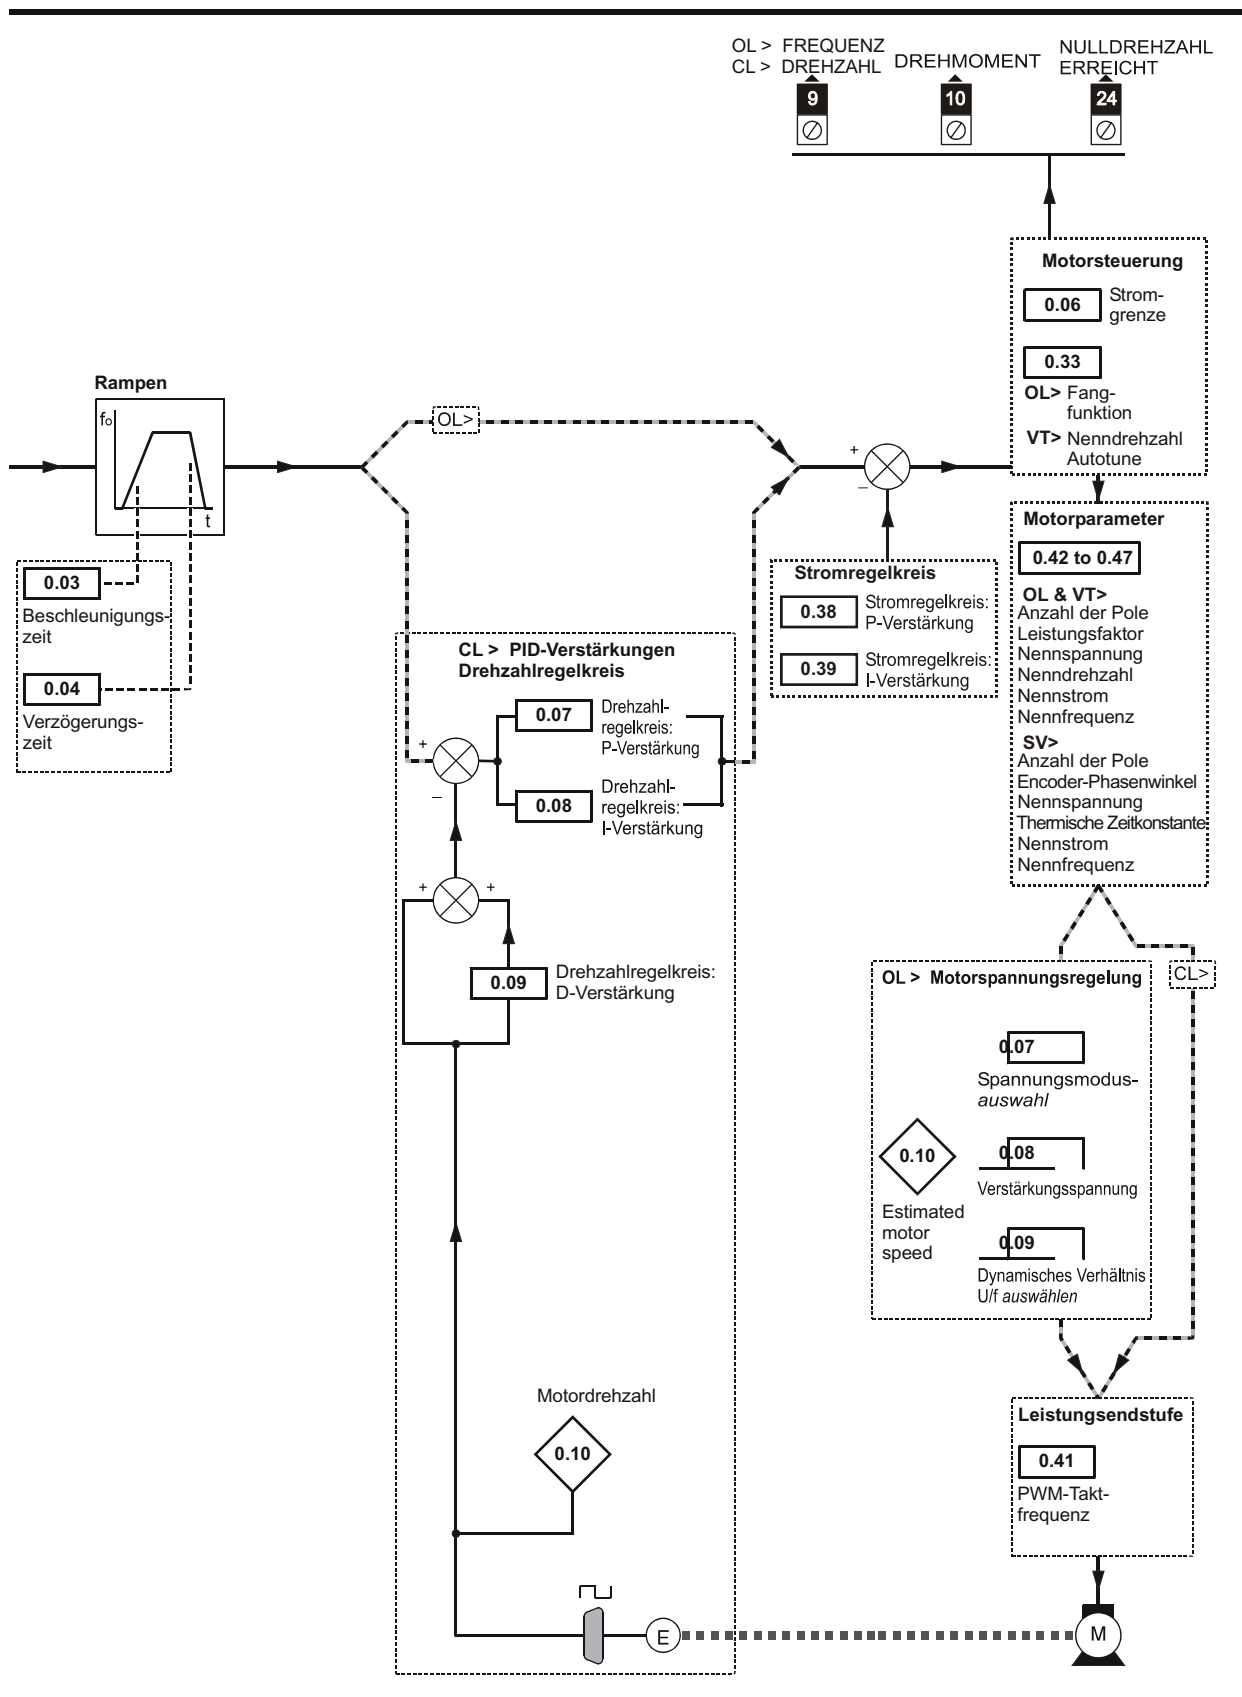 OL > FREQUENZ
CL > DREHZAHL
DREHMOMENT
NULLDREHZAHL
ERREICHT
9
10
24
Motorsteuerung
0.06
Strom-
grenze
0.33
OL> Fang-
funktion
VT> Nenndrehzahl
Autotune
Rampen
fo
t
0.03
Beschleunigungs-
zeit
0.04
Verzögerungs-
zeit
OL>
+
–
Motorparameter
0.42 to 0.47
OL & VT>
Anzahl der Pole
Leistungsfaktor
Nennspannung
Nenndrehzahl
Nennstrom
Nennfrequenz
SV>
Anzahl der Pole
Encoder-Phasenwinkel
Nennspannung
Thermische Zeitkonstante
Nennstrom
Nennfrequenz
Stromregelkreis
0.38
Stromregelkreis:
P-Verstärkung
0.39
Stromregelkreis:
I-Verstärkung
CL > PID-Verstärkungen
Drehzahlregelkreis
0.07
Drehzahl-
regelkreis:
P-Verstärkung
0.08
Drehzahl-
regelkreis:
I-Verstärkung
+
–
+
+
0.09
Drehzahlregelkreis:
D-Verstärkung
OL > Motorspannungsregelung
CL>
0.07
Spannungsmodus-
auswahl
0.10
Estimated
motor
speed
0.08
Verstärkungsspannung
0.09
Dynamisches Verhältnis
U/f auswählen
Motordrehzahl
0.10
Leistungsendstufe
0.41
PWM-Takt-
frequenz
E
M